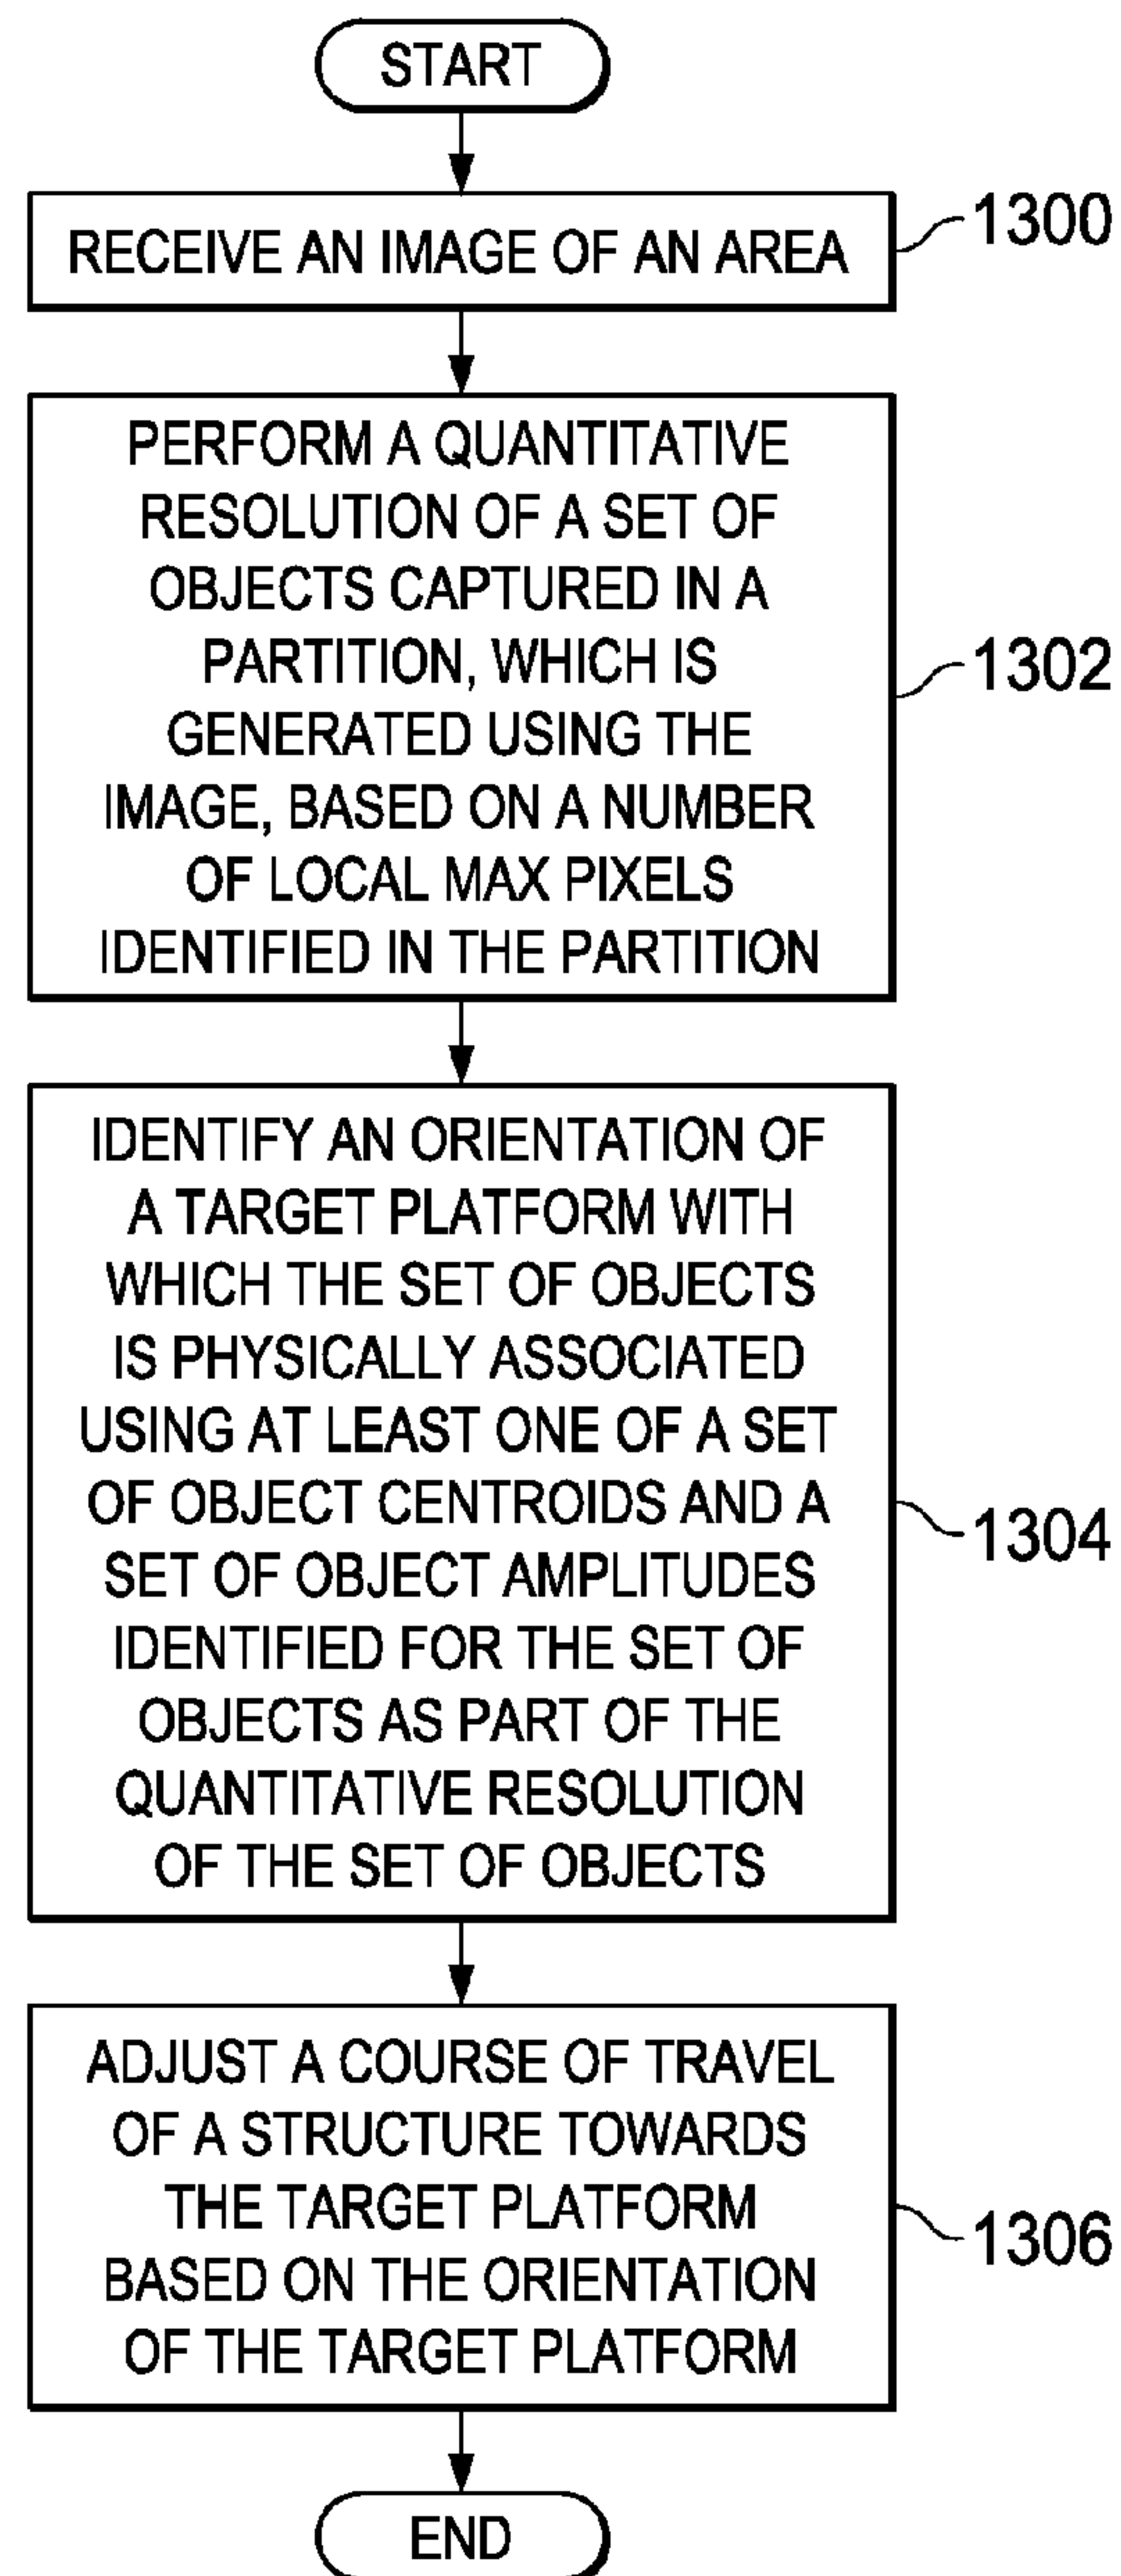 START
RECEIVE AN IMAGE OF AN AREA
1300
PERFORM A QUANTITATIVE
RESOLUTION OF A SET OF
OBJECTS CAPTURED IN A
PARTITION, WHICH IS
GENERATED USING THE
IMAGE, BASED ON A NUMBER
OF LOCAL MAX PIXELS
IDENTIFIED IN THE PARTITION
1302
IDENTIFY AN ORIENTATION OF
A TARGET PLATFORM WITH
WHICH THE SET OF OBJECTS
IS PHYSICALLY ASSOCIATED
USING AT LEAST ONE OF A SET
OF OBJECT CENTROIDS AND A
SET OF OBJECT AMPLITUDES
IDENTIFIED FOR THE SET OF
OBJECTS AS PART OF THE
QUANTITATIVE RESOLUTION
OF THE SET OF OBJECTS
1304
ADJUST A COURSE OF TRAVEL
OF A STRUCTURE TOWARDS
THE TARGET PLATFORM
BASED ON THE ORIENTATION
OF THE TARGET PLATFORM
1306
END